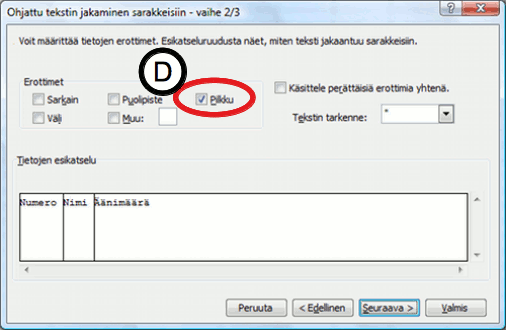 Ohjattu tekstin jakaminen sarakkeisiin - vaihe 2/3
Voit määrittää tietojen erottimet. Esikatseluruudusta näet, miten teksti jakaantuu sarakkeisiin.
D
Erottimet
Sarkain Puolipiste Pilkku
Väli Muu:
Käsittele perättäisiä erottimia yhtenä.
Tekstin tarkenne: "
Tietojen esikatselu
Numero Nimi Äänimäärä
Peruuta < Edellinen Seuraava > Valmis